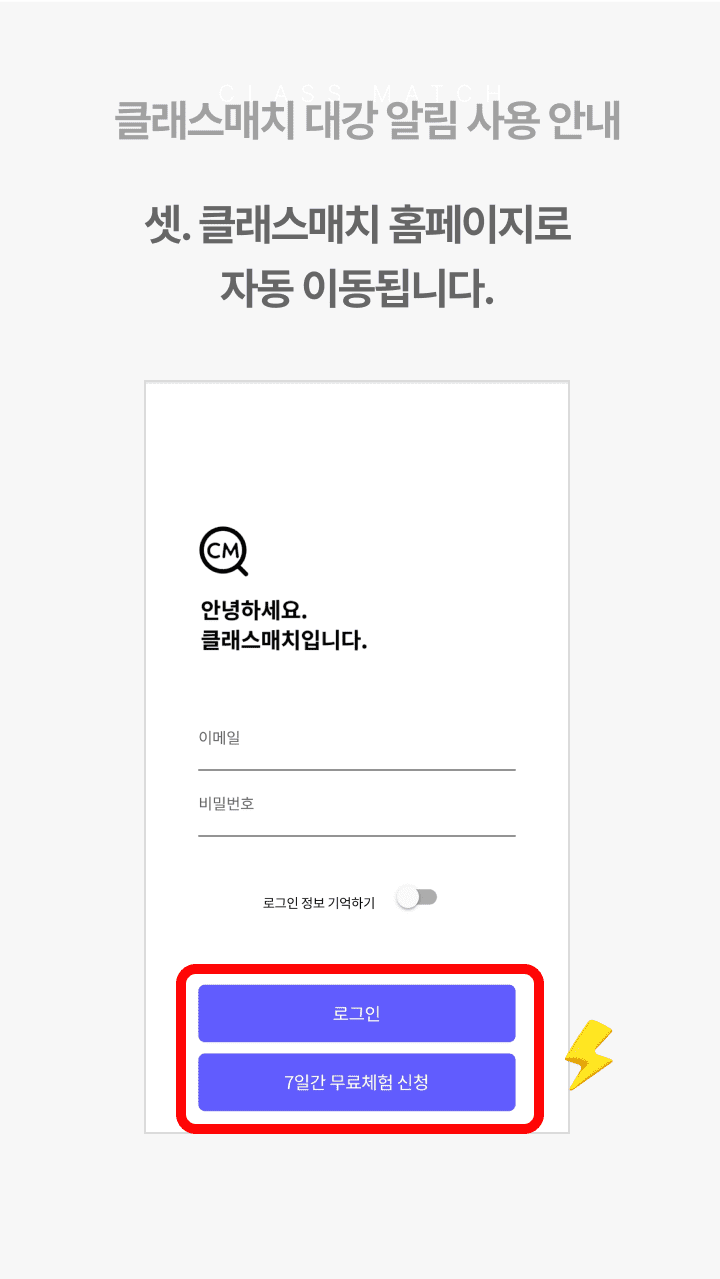 CLASS MATCH
클래스매치 대강 알림 사용 안내
셋. 클래스매치 홈페이지로
자동 이동됩니다.
CM
안녕하세요.
클래스매치입니다.
이메일
비밀번호
로그인 정보 기억하기
로그인
7일간 무료체험 신청